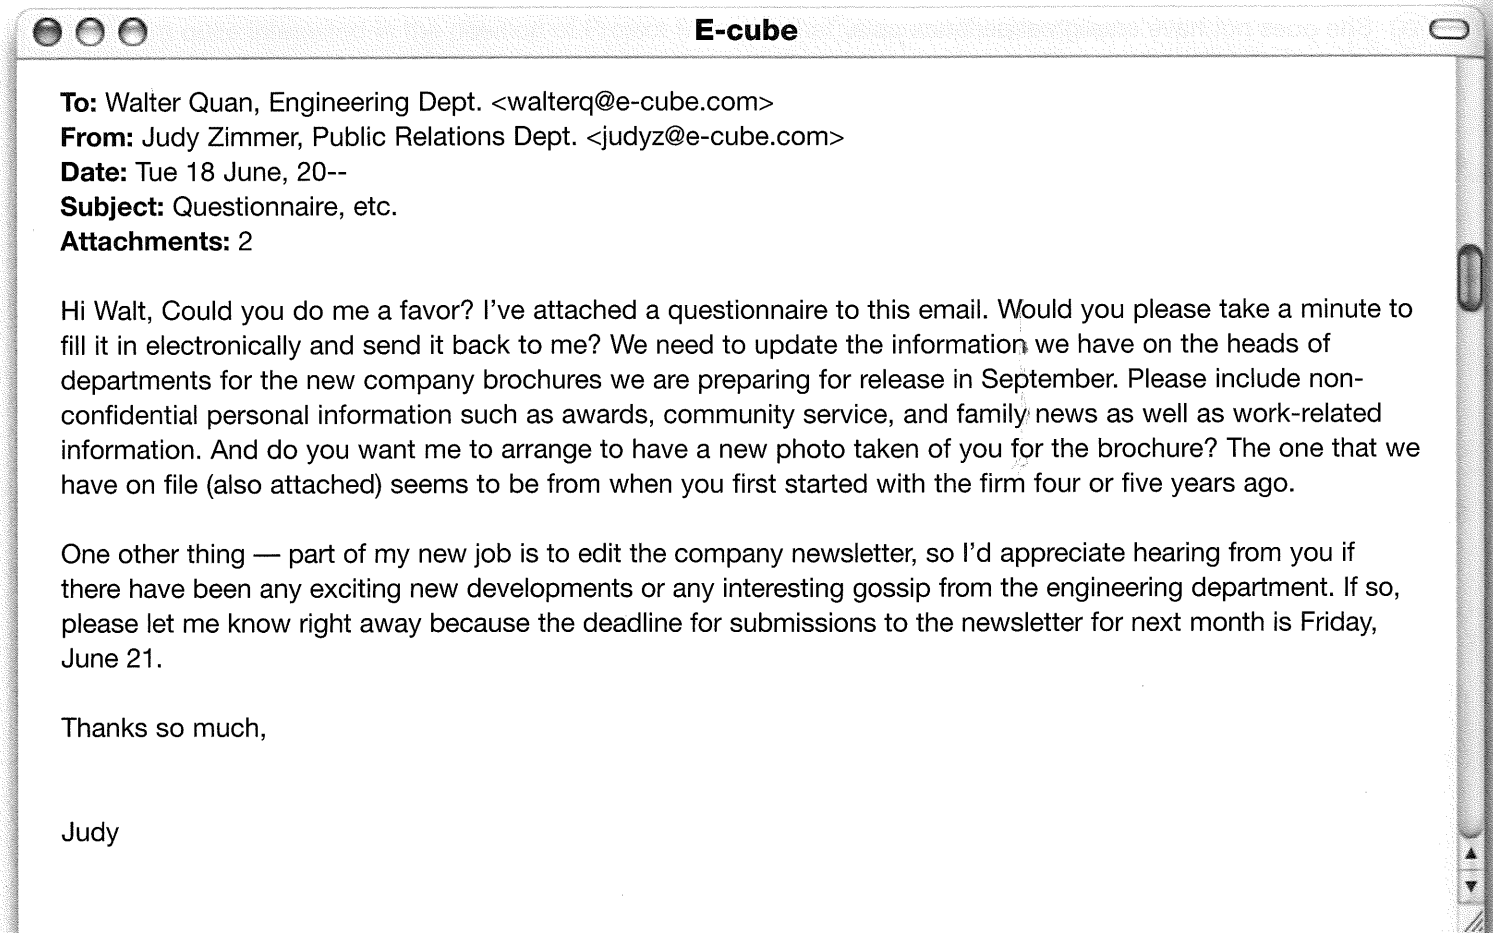 E-cube
To: Walter Quan, Engineering Dept. <walterq@e-cube.com>
From: Judy Zimmer, Public Relations Dept. <judyz@e-cube.com>
Date: Tue 18 June, 20--
Subject: Questionnaire, etc.
Attachments: 2
Hi Walt, Could you do me a favor? I've attached a questionnaire to this email. Would you please take a minute to
fill it in electronically and send it back to me? We need to update the information we have on the heads of
departments for the new company brochures we are preparing for release in September. Please include non-
confidential personal information such as awards, community service, and family news as well as work-related
information. And do you want me to arrange to have a new photo taken of you for the brochure? The one that we
have on file (also attached) seems to be from when you first started with the firm four or five years ago.
One other thing — part of my new job is to edit the company newsletter, so I'd appreciate hearing from you if
there have been any exciting new developments or any interesting gossip from the engineering department. If so,
please let me know right away because the deadline for submissions to the newsletter for next month is Friday,
June 21.
Thanks so much,
Judy